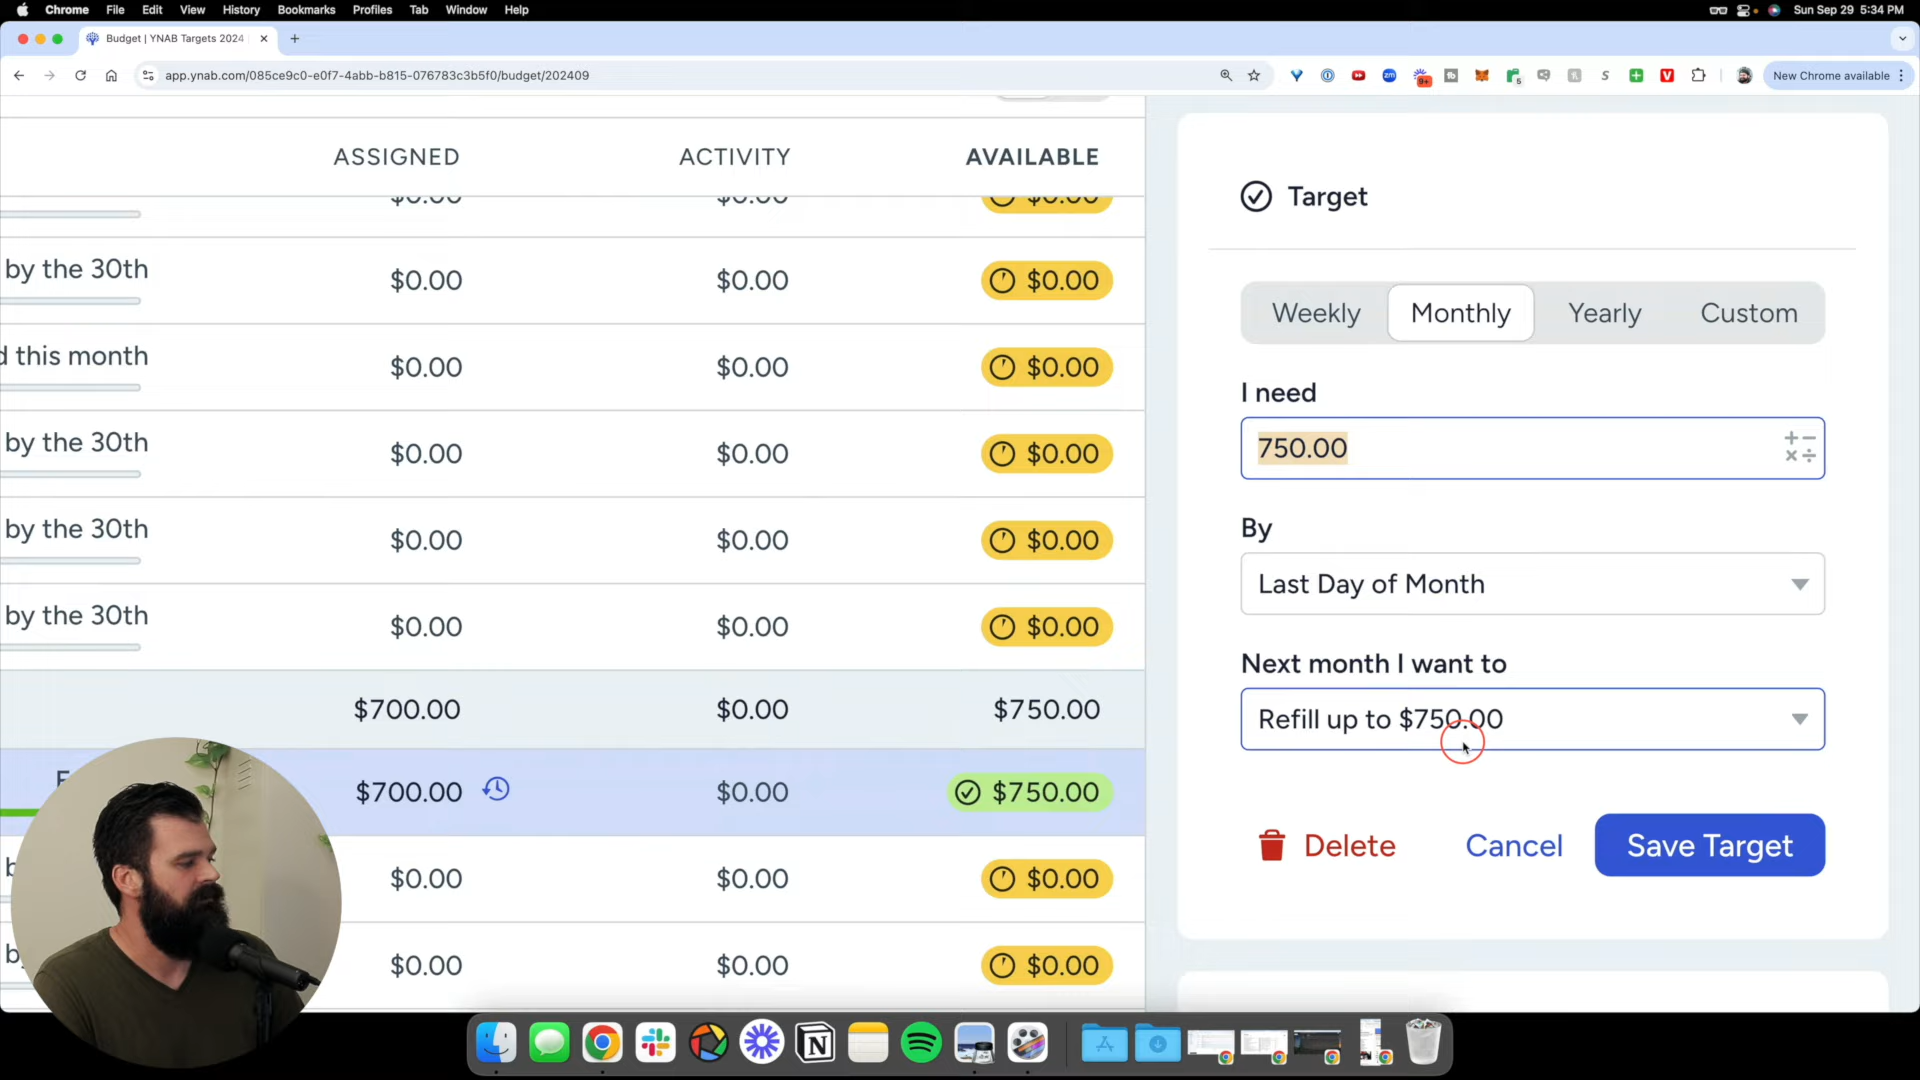 Chrome File Edit View History Bookmarks Profiles Tab Window Help
Sun Sep 29 5:34 PM
Budget | YNAB Targets 2024
app.ynab.com/085ce9c0-e0f7-4abb-b815-076783c3b5f0/budget/202409
New Chrome available
ASSIGNED ACTIVITY AVAILABLE
$0.00 $0.00 $0.00
by the 30th $0.00 $0.00 $0.00
d this month $0.00 $0.00 $0.00
by the 30th $0.00 $0.00 $0.00
by the 30th $0.00 $0.00 $0.00
by the 30th $0.00 $0.00 $0.00
$700.00 $0.00 $750.00
$700.00 $0.00 $750.00
$0.00 $0.00 $0.00
$0.00 $0.00 $0.00
Target
Weekly Monthly Yearly Custom
I need
750.00
By
Last Day of Month
Next month I want to
Refill up to $750.00
Delete Cancel Save Target